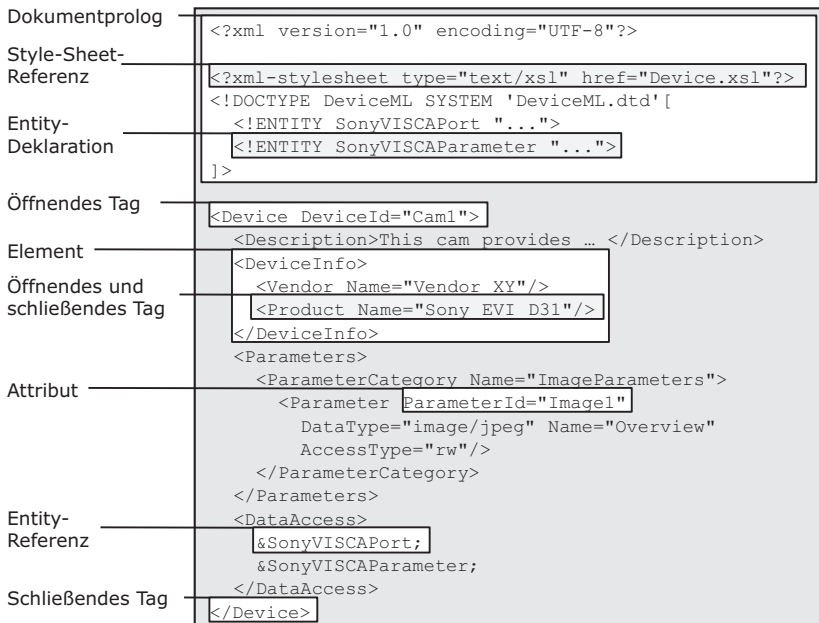 Dokumentprolog
<?xml version="1.0" encoding="UTF-8"?>
Style-Sheet-
Referenz
<?xml-stylesheet type="text/xsl" href="Device.xsl"?>
<!DOCTYPE DeviceML SYSTEM 'DeviceML.dtd'[
Entity-
Deklaration
<!ENTITY SonyVISCAPort "...">
<!ENTITY SonyVISCAParameter "...">
]>
Öffnendes Tag
<Device DeviceId="Cam1">
<Description>This cam provides … </Description>
Element
<DeviceInfo>
Öffnendes und
schließendes Tag
<Vendor Name="Vendor XY"/>
<Product Name="Sony EVI D31"/>
</DeviceInfo>
<Parameters>
<ParameterCategory Name="ImageParameters">
Attribut
<Parameter ParameterId="Image1"
DataType="image/jpeg" Name="Overview"
AccessType="rw"/>
</ParameterCategory>
</Parameters>
Entity-
Referenz
<DataAccess>
&SonyVISCAPort;
&SonyVISCAParameter;
</DataAccess>
Schließendes Tag
</Device>